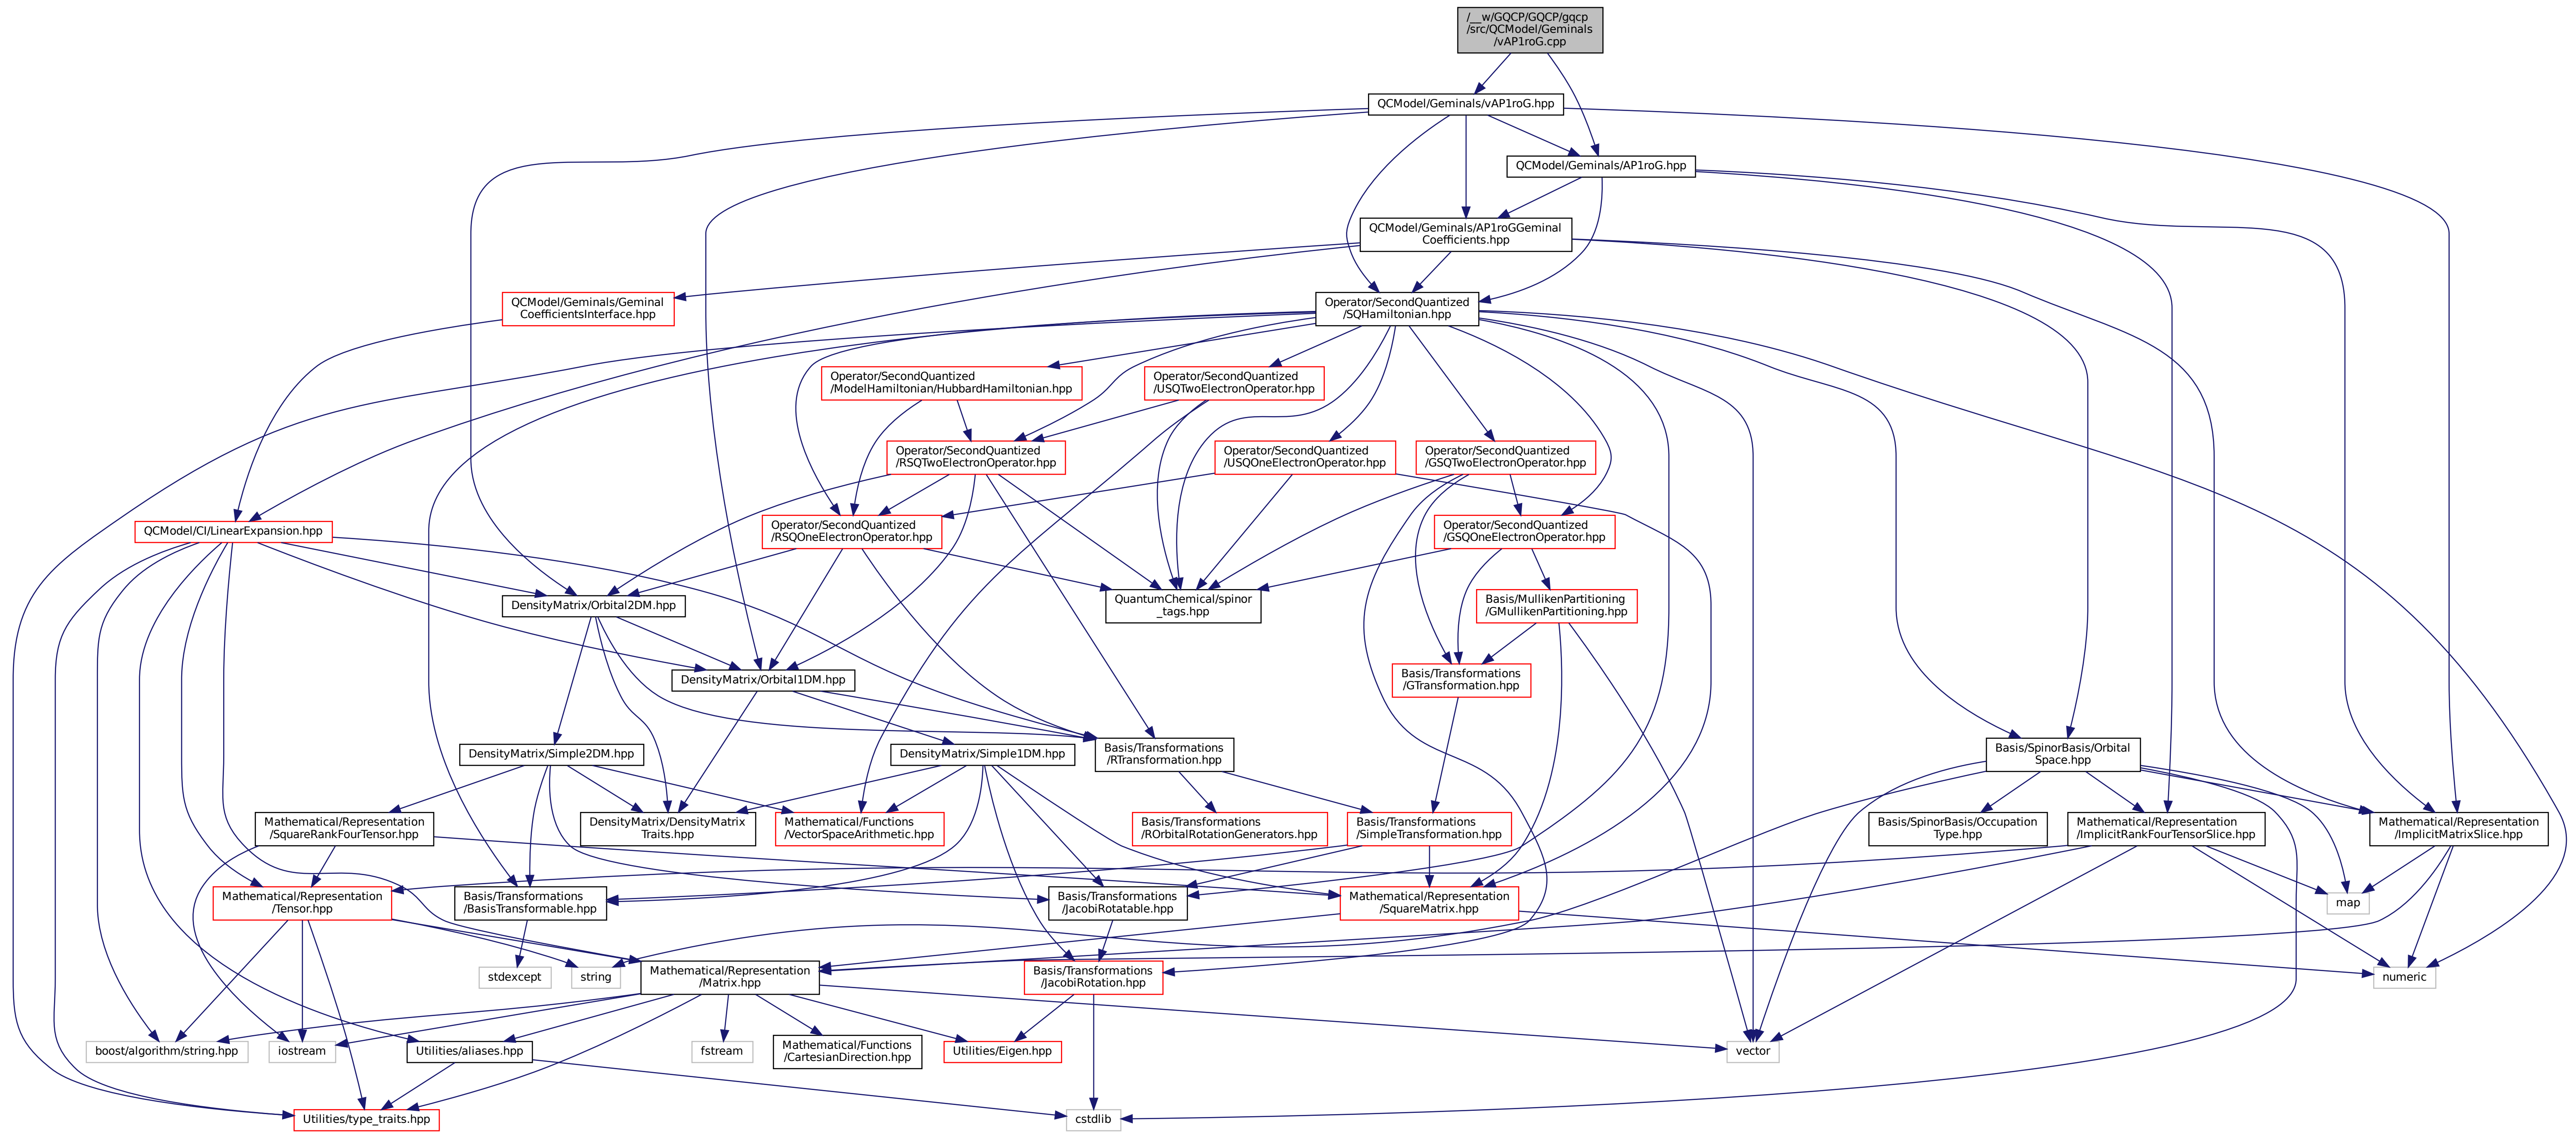 /__w/GQCP/GQCP/gqcp
/src/QCModel/Geminals
/vAP1roG.cpp
QCModel/Geminals/vAP1roG.hpp
QCModel/Geminals/AP1roG.hpp
QCModel/Geminals/AP1roGGeminal
Coefficients.hpp
QCModel/Geminals/Geminal
CoefficientsInterface.hpp
Operator/SecondQuantized
/SQHamiltonian.hpp
Operator/SecondQuantized
/ModelHamiltonian/HubbardHamiltonian.hpp
Operator/SecondQuantized
/USQTwoElectronOperator.hpp
Operator/SecondQuantized
/RSQTwoElectronOperator.hpp
Operator/SecondQuantized
/USQOneElectronOperator.hpp
Operator/SecondQuantized
/GSQTwoElectronOperator.hpp
QCModel/CI/LinearExpansion.hpp
Operator/SecondQuantized
/RSQOneElectronOperator.hpp
Operator/SecondQuantized
/GSQOneElectronOperator.hpp
DensityMatrix/Orbital2DM.hpp
QuantumChemical/spinor
_tags.hpp
Basis/MullikenPartitioning
/GMullikenPartitioning.hpp
DensityMatrix/Orbital1DM.hpp
Basis/Transformations
/GTransformation.hpp
DensityMatrix/Simple2DM.hpp
DensityMatrix/Simple1DM.hpp
Basis/Transformations
/RTransformation.hpp
Basis/SpinorBasis/Orbital
Space.hpp
Mathematical/Representation
/SquareRankFourTensor.hpp
DensityMatrix/DensityMatrix
Traits.hpp
Mathematical/Functions
/VectorSpaceArithmetic.hpp
Basis/Transformations
/ROrbitalRotationGenerators.hpp
Basis/Transformations
/SimpleTransformation.hpp
Basis/SpinorBasis/Occupation
Type.hpp
Mathematical/Representation
/ImplicitRankFourTensorSlice.hpp
Mathematical/Representation
/ImplicitMatrixSlice.hpp
Mathematical/Representation
/Tensor.hpp
Basis/Transformations
/BasisTransformable.hpp
Basis/Transformations
/JacobiRotatable.hpp
Mathematical/Representation
/SquareMatrix.hpp
map
stdexcept
string
Mathematical/Representation
/Matrix.hpp
Basis/Transformations
/JacobiRotation.hpp
numeric
boost/algorithm/string.hpp
iostream
Utilities/aliases.hpp
fstream
Mathematical/Functions
/CartesianDirection.hpp
Utilities/Eigen.hpp
vector
Utilities/type_traits.hpp
cstdlib